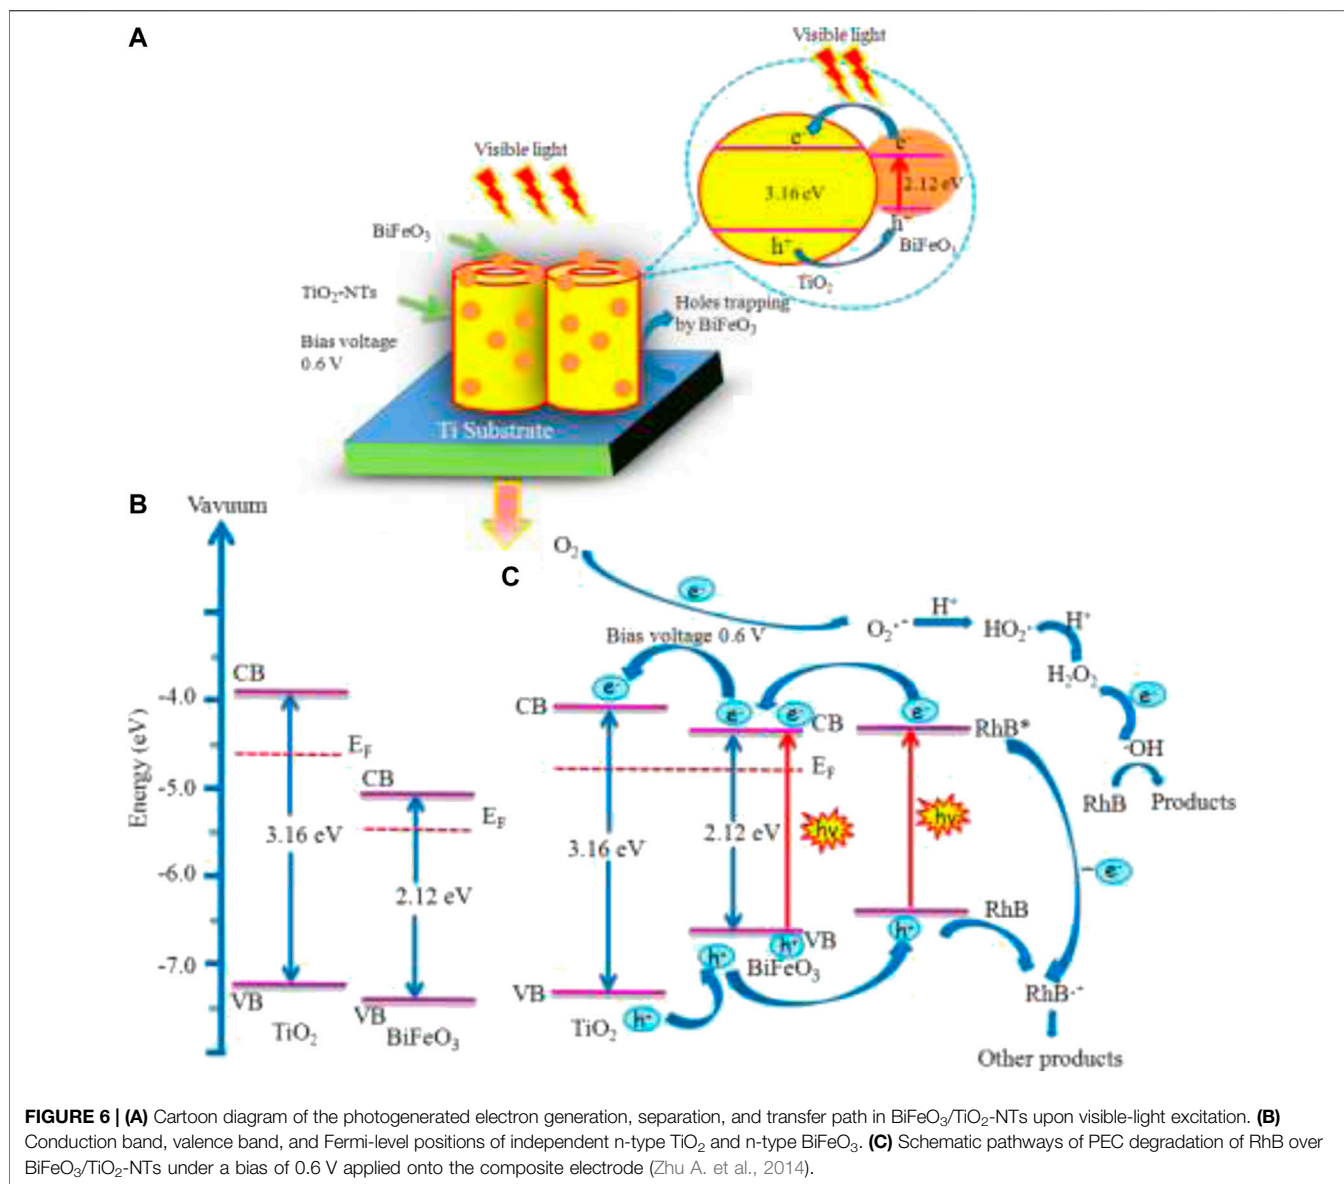 A
Visible light
Visible light
e⁻
e⁻
3.16 eV
2.12 eV
h⁺
h⁺
BiFeO₃
TiO₂
BiFeO₃
TiO₂-NTs
Bias voltage
0.6 V
Holes trapping
by BiFeO₃
Ti Substrate
B
Vavuum
Energy (eV)
-4.0
-5.0
-6.0
-7.0
CB
E_F
3.16 eV
VB
TiO₂
CB
E_F
2.12 eV
VB
BiFeO₃
C
O₂
e⁻
O₂·⁻
H⁺
HO₂·
H⁺
H₂O₂
e⁻
·OH
RhB
Products
Bias voltage 0.6 V
CB
e⁻
e⁻
e⁻
CB
e⁻
RhB*
E_F
3.16 eV
2.12 eV
hν
hν
e⁻
RhB
h⁺
h⁺
h⁺
VB
BiFeO₃
VB
TiO₂
h⁺
RhB·⁺
Other products
FIGURE 6 | (A) Cartoon diagram of the photogenerated electron generation, separation, and transfer path in BiFeO₃/TiO₂-NTs upon visible-light excitation. (B)
Conduction band, valence band, and Fermi-level positions of independent n-type TiO₂ and n-type BiFeO₃. (C) Schematic pathways of PEC degradation of RhB over
BiFeO₃/TiO₂-NTs under a bias of 0.6 V applied onto the composite electrode (Zhu A. et al., 2014).